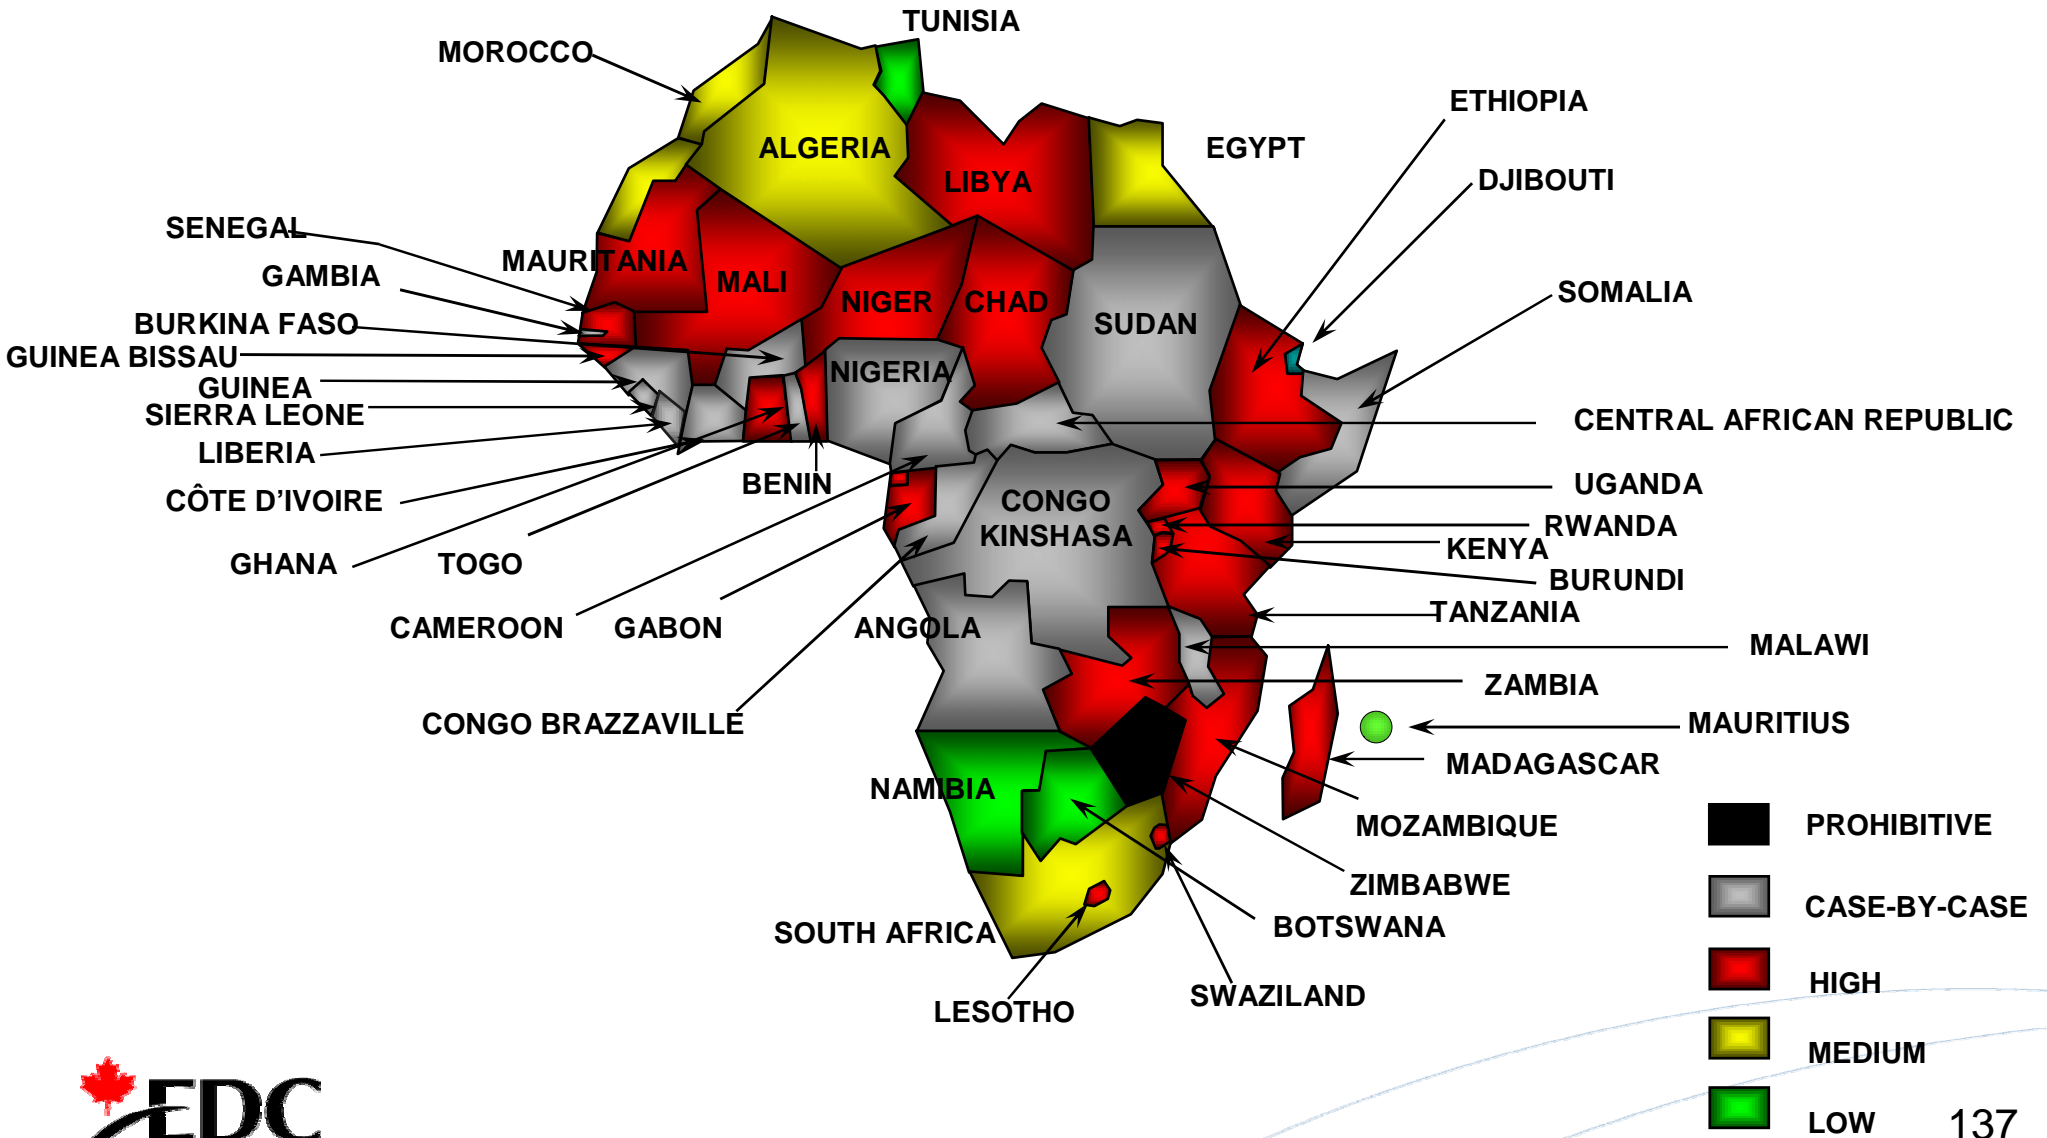 TUNISIA
MOROCCO
ETHIOPIA
ALGERIA
EGYPT
LIBYA
DJIBOUTI
SENEGAL
MAURITANIA
GAMBIA
MALI
NIGER
CHAD
SOMALIA
BURKINA FASO
SUDAN
GUINEA BISSAU
NIGERIA
GUINEA
SIERRA LEONE
CENTRAL AFRICAN REPUBLIC
LIBERIA
BENIN
UGANDA
CÔTE D’IVOIRE
CONGO
KINSHASA
RWANDA
KENYA
GHANA
TOGO
BURUNDI
TANZANIA
CAMEROON
GABON
ANGOLA
MALAWI
ZAMBIA
CONGO BRAZZAVILLE
MAURITIUS
MADAGASCAR
NAMIBIA
MOZAMBIQUE
PROHIBITIVE
ZIMBABWE
CASE-BY-CASE
BOTSWANA
SOUTH AFRICA
HIGH
SWAZILAND
LESOTHO
MEDIUM
EDC
LOW
137